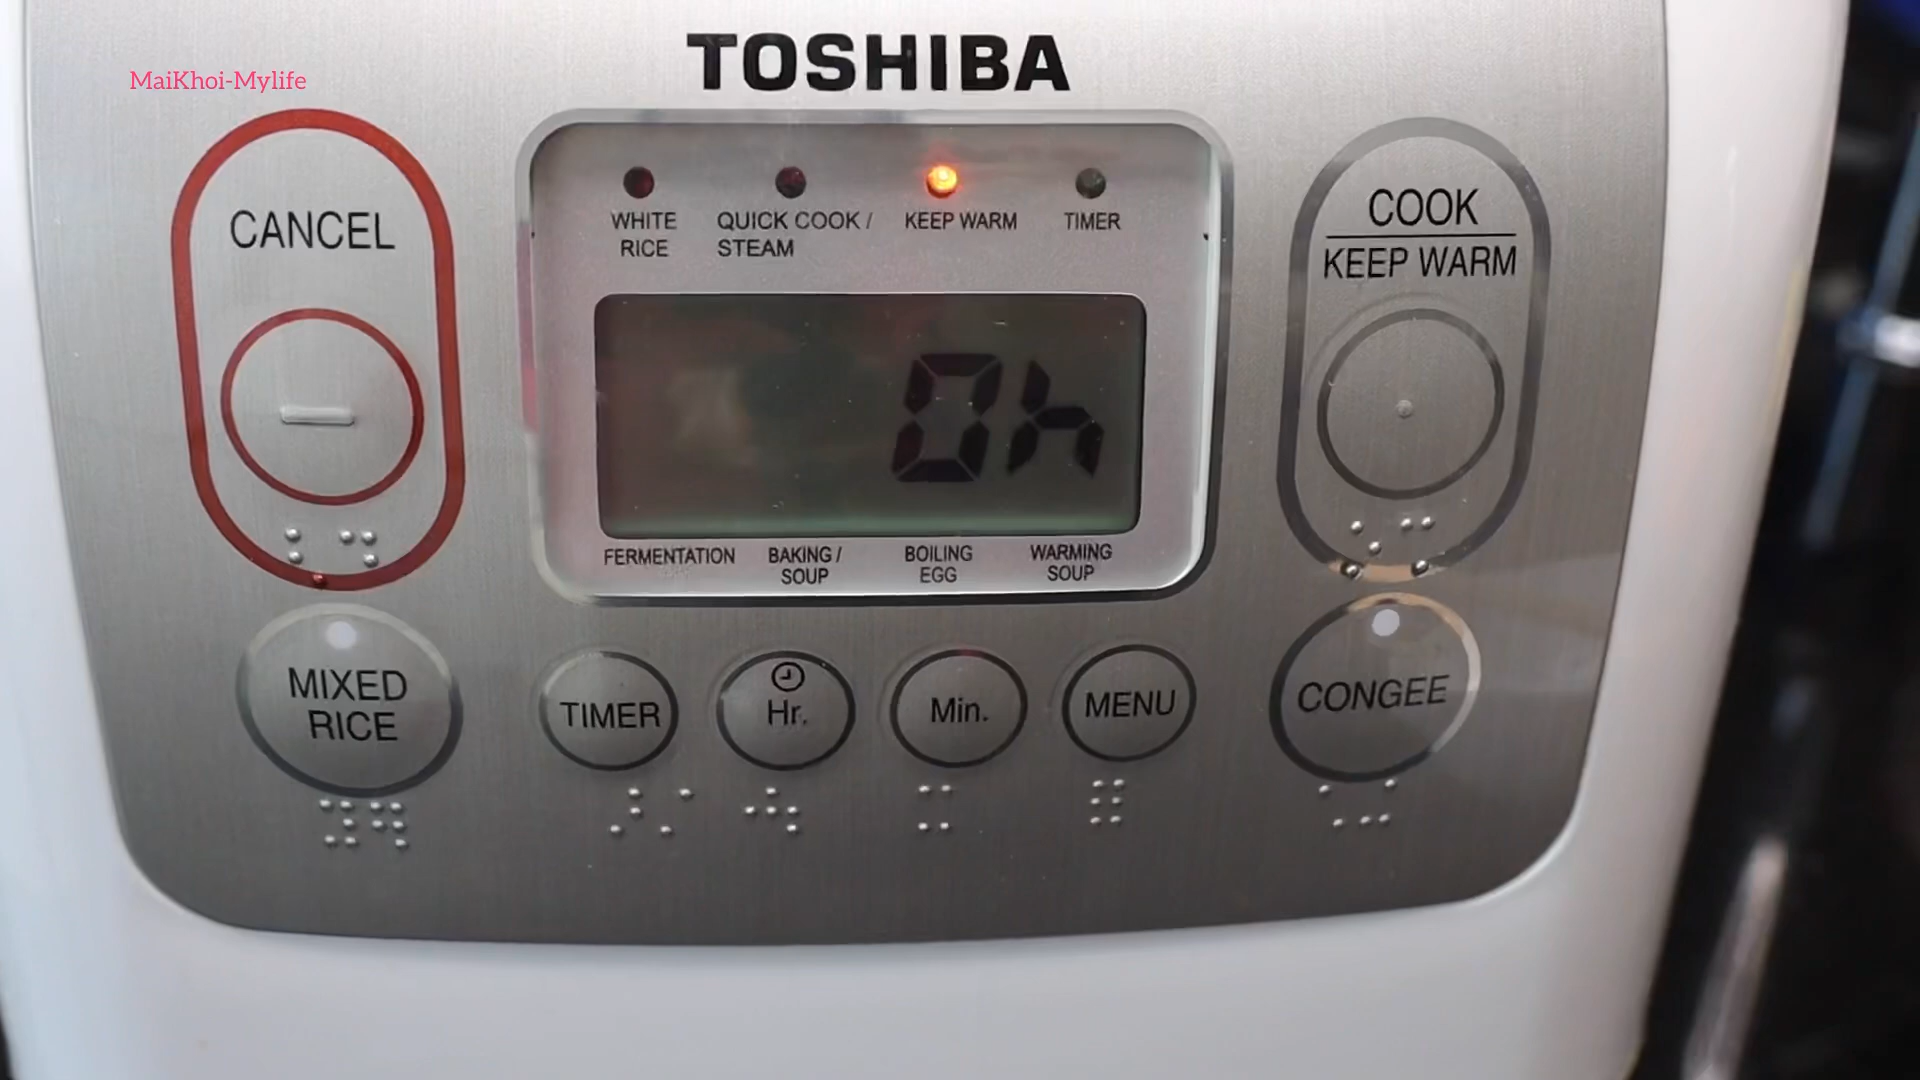 TOSHIBA
MaiKhoi-Mylife
CANCEL
WHITE
RICE
QUICK COOK /
STEAM
KEEP WARM
TIMER
COOK
KEEP WARM
0h
FERMENTATION
BAKING /
SOUP
BOILING
EGG
WARMING
SOUP
MIXED
RICE
TIMER
Hr.
Min.
MENU
CONGEE